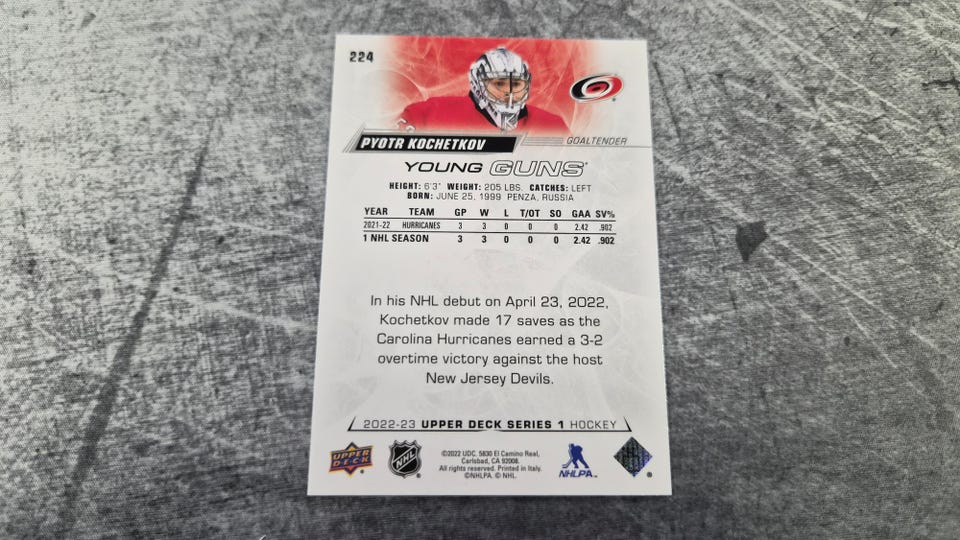 224
PYOTR KOCHETKOV
GOALTENDER
YOUNG GUNS
HEIGHT: 6'3" WEIGHT: 205 LBS. CATCHES: LEFT
BORN: JUNE 25, 1999 PENZA, RUSSIA
YEAR TEAM GP W L T/OT SO GAA SV%
2021-22 HURRICANES 3 3 0 0 0 2.42 .902
1 NHL SEASON 3 3 0 0 0 2.42 .902
In his NHL debut on April 23, 2022,
Kochetkov made 17 saves as the
Carolina Hurricanes earned a 3-2
overtime victory against the host
New Jersey Devils.
2022-23 UPPER DECK SERIES 1 HOCKEY
UPPER DECK
NHL
©2022 UDC. 5830 El Camino Real,
Carlsbad, CA 92008.
All rights reserved. Printed in Italy.
©NHLPA. © NHL.
NHLPA